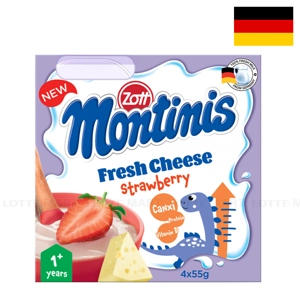 NEW
Zott
Montinis
Fresh Cheese
strawberry
Canxi
Protein
Vitamin D
1+
years
4x55g